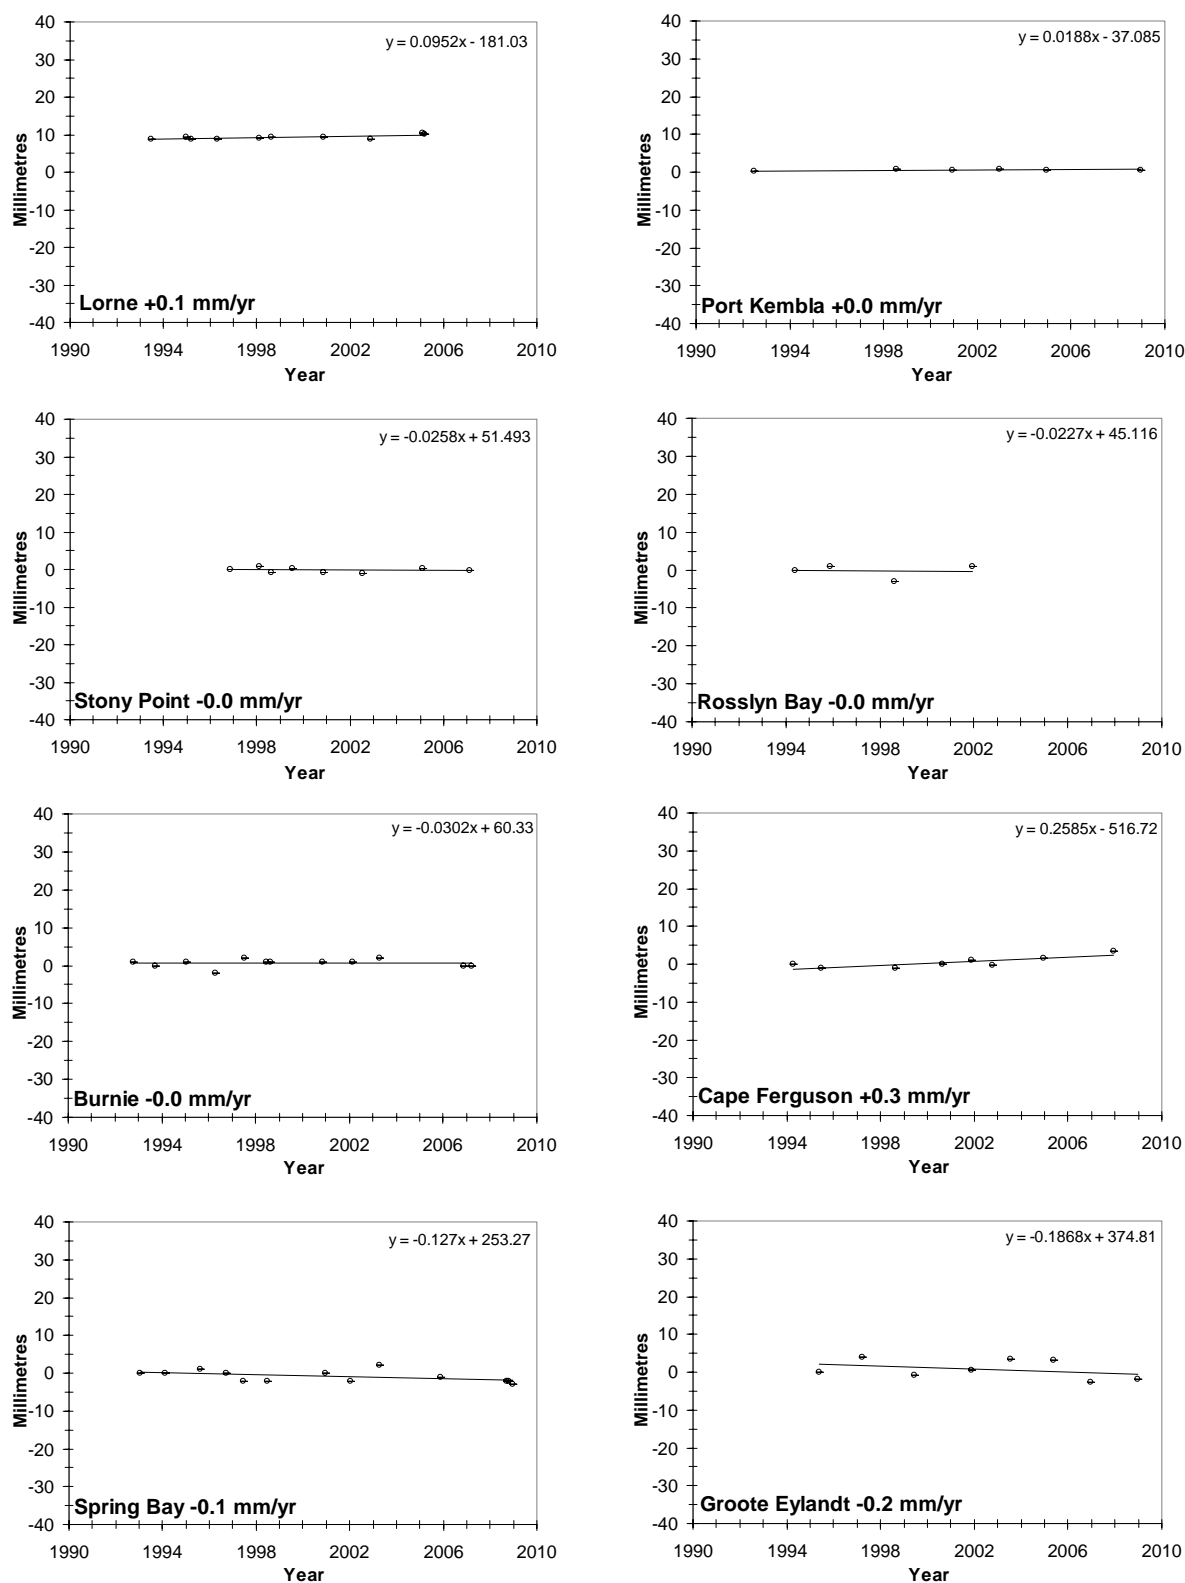 40
30
20
10
0
-10
-20
-30
-40
Millimetres
y = 0.0952x - 181.03
Lorne +0.1 mm/yr
1990 1994 1998 2002 2006 2010
Year
40
30
20
10
0
-10
-20
-30
-40
Millimetres
y = 0.0188x - 37.085
Port Kembla +0.0 mm/yr
1990 1994 1998 2002 2006 2010
Year
40
30
20
10
0
-10
-20
-30
-40
Millimetres
y = -0.0258x + 51.493
Stony Point -0.0 mm/yr
1990 1994 1998 2002 2006 2010
Year
40
30
20
10
0
-10
-20
-30
-40
Millimetres
y = -0.0227x + 45.116
Rosslyn Bay -0.0 mm/yr
1990 1994 1998 2002 2006 2010
Year
40
30
20
10
0
-10
-20
-30
-40
Millimetres
y = -0.0302x + 60.33
Burnie -0.0 mm/yr
1990 1994 1998 2002 2006 2010
Year
40
30
20
10
0
-10
-20
-30
-40
Millimetres
y = 0.2585x - 516.72
Cape Ferguson +0.3 mm/yr
1990 1994 1998 2002 2006 2010
Year
40
30
20
10
0
-10
-20
-30
-40
Millimetres
y = -0.127x + 253.27
Spring Bay -0.1 mm/yr
1990 1994 1998 2002 2006 2010
Year
40
30
20
10
0
-10
-20
-30
-40
Millimetres
y = -0.1868x + 374.81
Groote Eylandt -0.2 mm/yr
1990 1994 1998 2002 2006 2010
Year